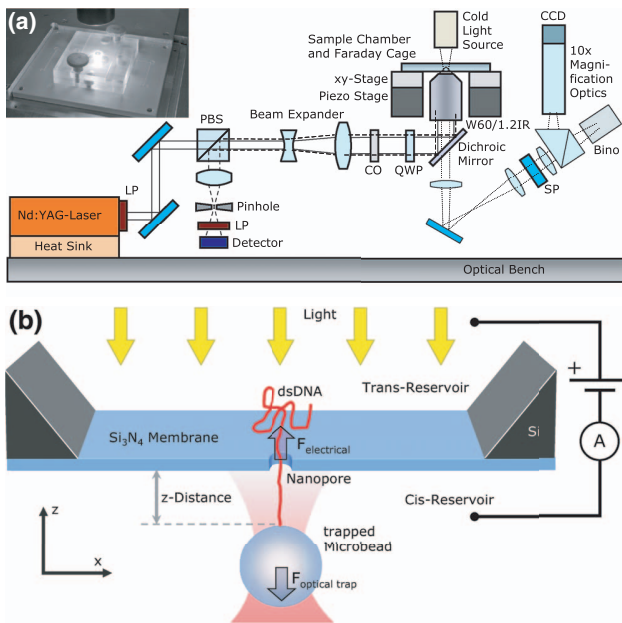 (a)
Sample Chamber
and Faraday Cage
Cold
Light
Source
CCD
10x
Magni-
fication
Optics
xy-Stage
Piezo Stage
PBS
Beam Expander
W60/1.2IR
Dichroic
Mirror
Bino
CO
QWP
SP
LP
Nd:YAG-Laser
Heat Sink
Pinhole
LP
Detector
Optical Bench
(b)
Light
dsDNA
Trans-Reservoir
+
Si3N4 Membrane
Felectrical
Si
A
Nanopore
z-Distance
Cis-Reservoir
z
x
trapped
Microbead
Foptical trap